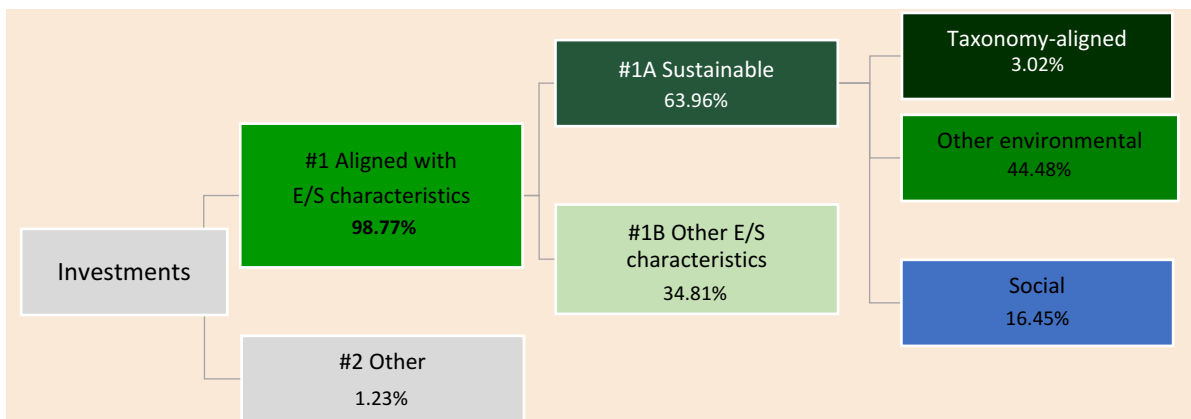 Investments
#1 Aligned with
E/S characteristics
98.77%
#2 Other
1.23%
#1A Sustainable
63.96%
#1B Other E/S
characteristics
34.81%
Taxonomy-aligned
3.02%
Other environmental
44.48%
Social
16.45%